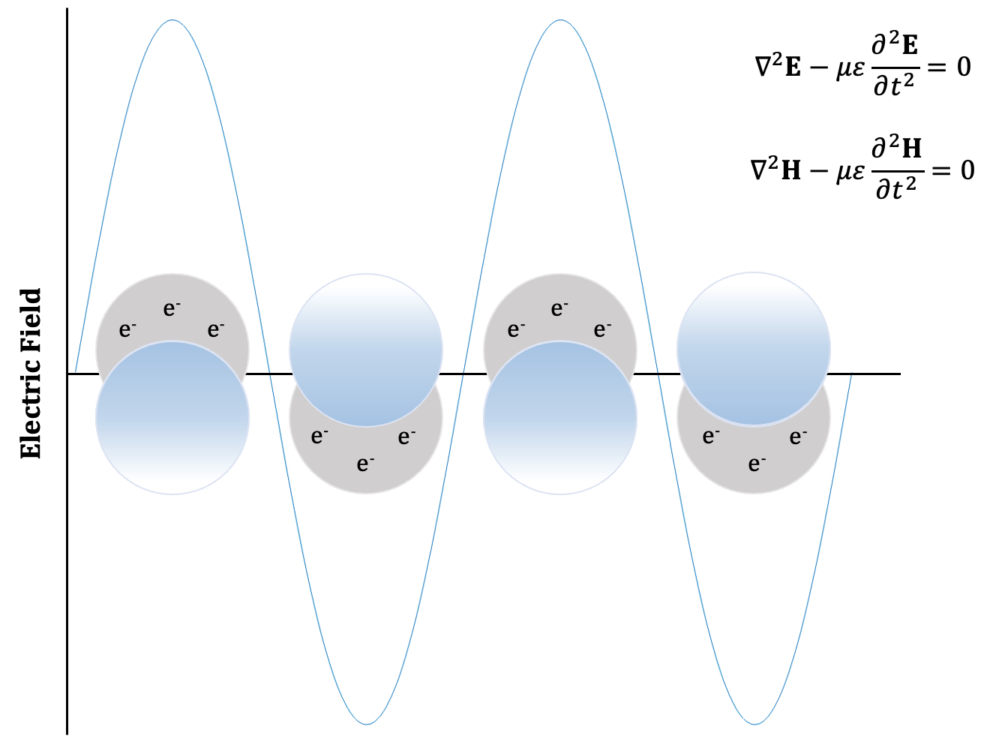 ∇²𝐄 − με ∂²𝐄/∂t² = 0
∇²𝐇 − με ∂²𝐇/∂t² = 0
Electric Field
e⁻ e⁻ e⁻
e⁻ e⁻ e⁻
e⁻ e⁻ e⁻
e⁻ e⁻ e⁻